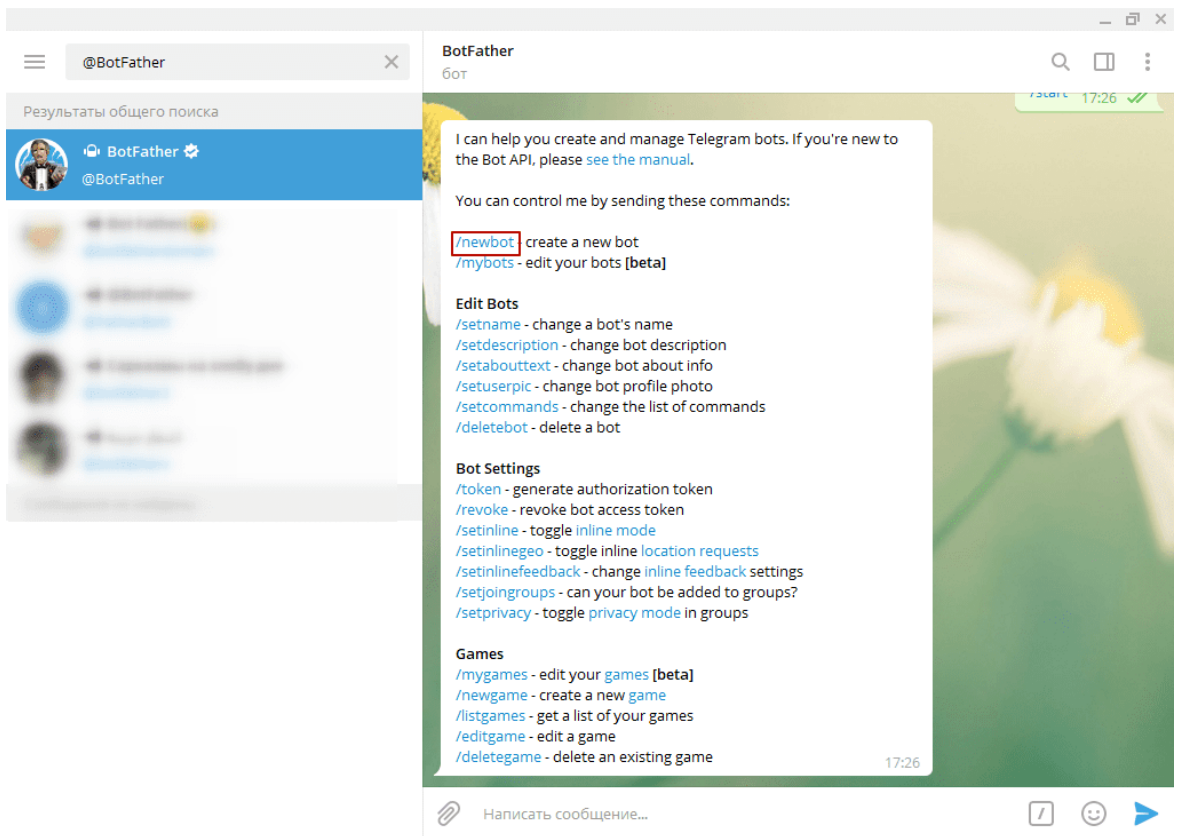 @BotFather
Результаты общего поиска
BotFather
@BotFather
BotFather
бот
/start 17:26
I can help you create and manage Telegram bots. If you're new to
the Bot API, please see the manual.
You can control me by sending these commands:
/newbot - create a new bot
/mybots - edit your bots [beta]
Edit Bots
/setname - change a bot's name
/setdescription - change bot description
/setabouttext - change bot about info
/setuserpic - change bot profile photo
/setcommands - change the list of commands
/deletebot - delete a bot
Bot Settings
/token - generate authorization token
/revoke - revoke bot access token
/setinline - toggle inline mode
/setinlinegeo - toggle inline location requests
/setinlinefeedback - change inline feedback settings
/setjoingroups - can your bot be added to groups?
/setprivacy - toggle privacy mode in groups
Games
/mygames - edit your games [beta]
/newgame - create a new game
/listgames - get a list of your games
/editgame - edit a game
/deletegame - delete an existing game
17:26
Написать сообщение...